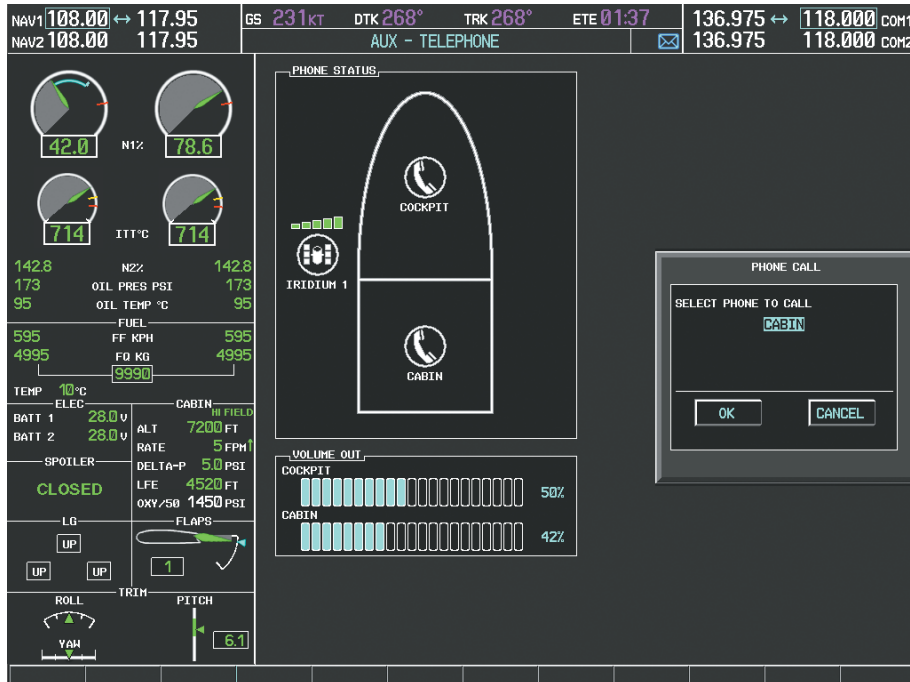 NAV1 108.00 ↔ 117.95 GS 231KT DTK 268° TRK 268° ETE 01:37 136.975 ↔ 118.000 COM1
NAV2 108.00 117.95 AUX - TELEPHONE 136.975 118.000 COM2
42.0 N1% 78.6
714 ITT°C 714
142.8 N2% 142.8
173 OIL PRES PSI 173
95 OIL TEMP °C 95
FUEL
595 FF KPH 595
4995 FQ KG 4995
9990
TEMP 10°C
ELEC
BATT 1 28.0 V
BATT 2 28.0 V
SPOILER
CLOSED
CABIN
HI FIELD
ALT 7200 FT
RATE 5 FPM↑
DELTA-P 5.0 PSI
LFE 4520 FT
OXY/50 1450 PSI
LG
UP
UP UP
FLAPS
1
TRIM
ROLL PITCH
YAW
6.1
PHONE STATUS
COCKPIT
IRIDIUM 1
CABIN
VOLUME OUT
COCKPIT
50%
CABIN
42%
PHONE CALL
SELECT PHONE TO CALL
CABIN
OK CANCEL